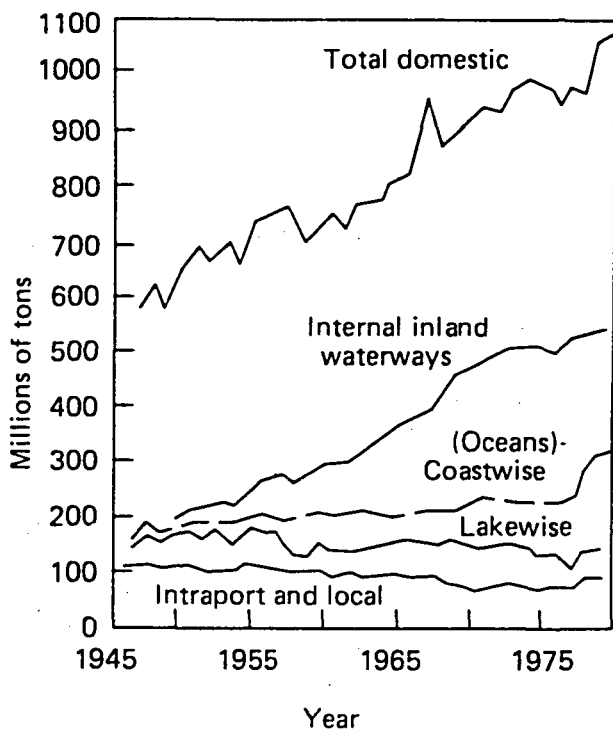 1100
1000
900
800
700
600
500
400
300
200
100
0
Millions of tons
Total domestic
Internal inland
waterways
(Oceans)-
Coastwise
Lakewise
Intraport and local
1945
1955
1965
1975
Year